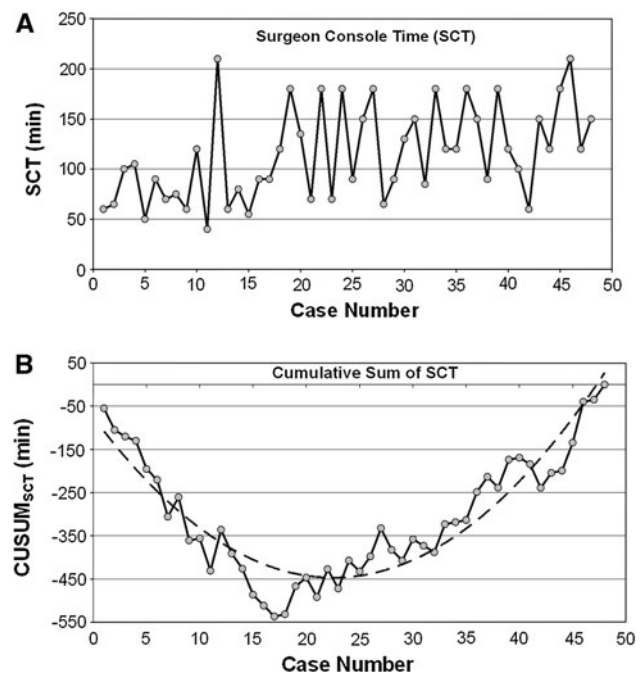 A
Surgeon Console Time (SCT)
SCT (min)
250
200
150
100
50
0
0 5 10 15 20 25 30 35 40 45 50
Case Number
B
Cumulative Sum of SCT
CUSUMSCT (min)
50
-50
-150
-250
-350
-450
-550
0 5 10 15 20 25 30 35 40 45 50
Case Number